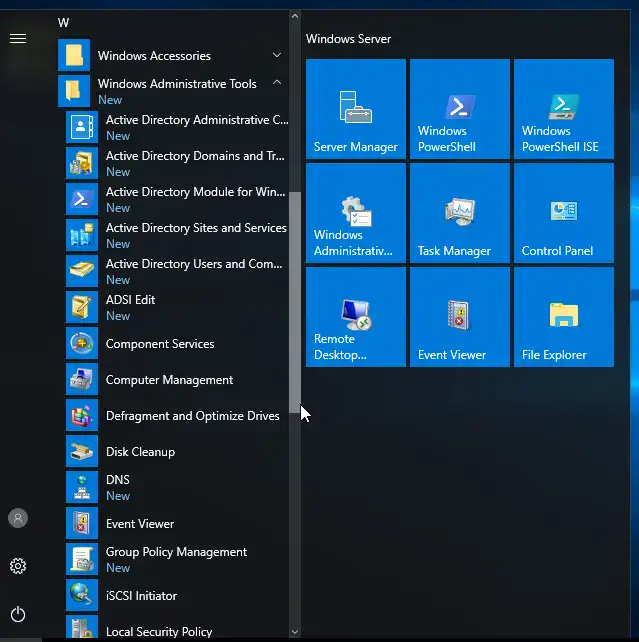 W
Windows Accessories
Windows Administrative Tools
New
Active Directory Administrative C...
New
Active Directory Domains and Tr...
New
Active Directory Module for Win...
New
Active Directory Sites and Services
New
Active Directory Users and Com...
New
ADSI Edit
New
Component Services
Computer Management
Defragment and Optimize Drives
Disk Cleanup
DNS
New
Event Viewer
Group Policy Management
New
iSCSI Initiator
Local Security Policy
Windows Server
Server Manager
Windows
PowerShell
Windows
PowerShell ISE
Windows
Administrativ...
Task Manager
Control Panel
Remote
Desktop...
Event Viewer
File Explorer